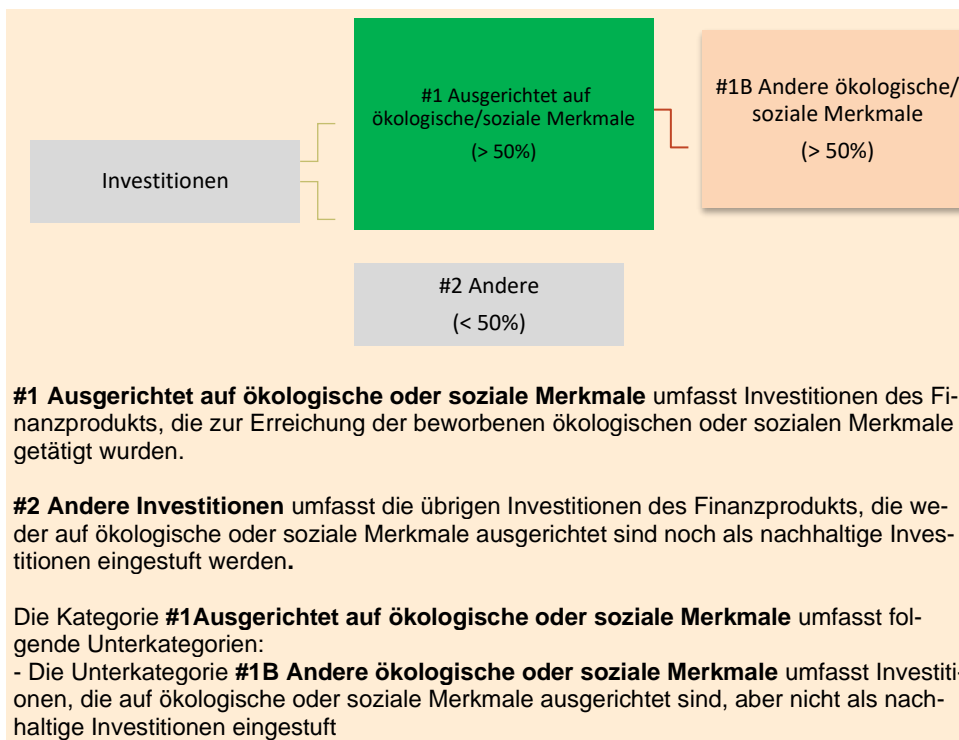 #1 Ausgerichtet auf
ökologische/soziale Merkmale
(> 50%)
#1B Andere ökologische/
soziale Merkmale
(> 50%)
Investitionen
#2 Andere
(< 50%)
#1 Ausgerichtet auf ökologische oder soziale Merkmale umfasst Investitionen des Fi-
nanzprodukts, die zur Erreichung der beworbenen ökologischen oder sozialen Merkmale
getätigt wurden.
#2 Andere Investitionen umfasst die übrigen Investitionen des Finanzprodukts, die we-
der auf ökologische oder soziale Merkmale ausgerichtet sind noch als nachhaltige Inves-
titionen eingestuft werden.
Die Kategorie #1Ausgerichtet auf ökologische oder soziale Merkmale umfasst fol-
gende Unterkategorien:
- Die Unterkategorie #1B Andere ökologische oder soziale Merkmale umfasst Investiti-
onen, die auf ökologische oder soziale Merkmale ausgerichtet sind, aber nicht als nach-
haltige Investitionen eingestuft